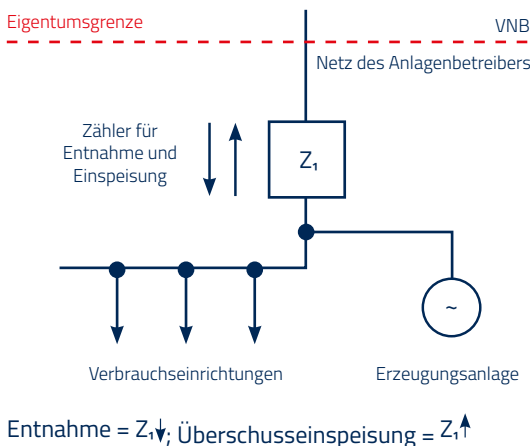 Eigentumsgrenze
VNB
Netz des Anlagenbetreibers
Zähler für
Entnahme und
Einspeisung
Z₁
~
Verbrauchseinrichtungen
Erzeugungsanlage
Entnahme = Z₁↓; Überschusseinspeisung = Z₁↑